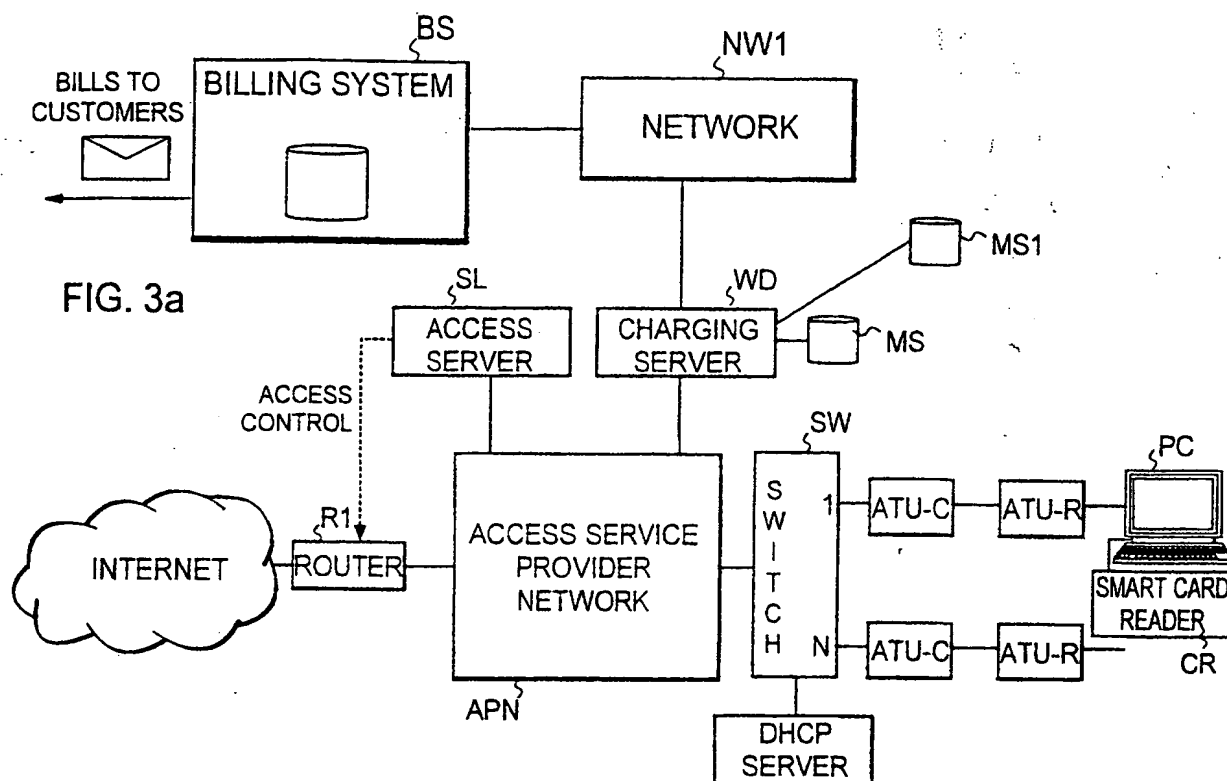 BS
NW1
BILLS TO
CUSTOMERS
BILLING SYSTEM
NETWORK
MS1
FIG. 3a
SL
WD
ACCESS
SERVER
CHARGING
SERVER
MS
ACCESS
CONTROL
SW
PC
R1
INTERNET
ROUTER
ACCESS SERVICE
PROVIDER
NETWORK
SWITCH
1
ATU-C
ATU-R
SMART CARD
READER
N
ATU-C
ATU-R
CR
APN
DHCP
SERVER